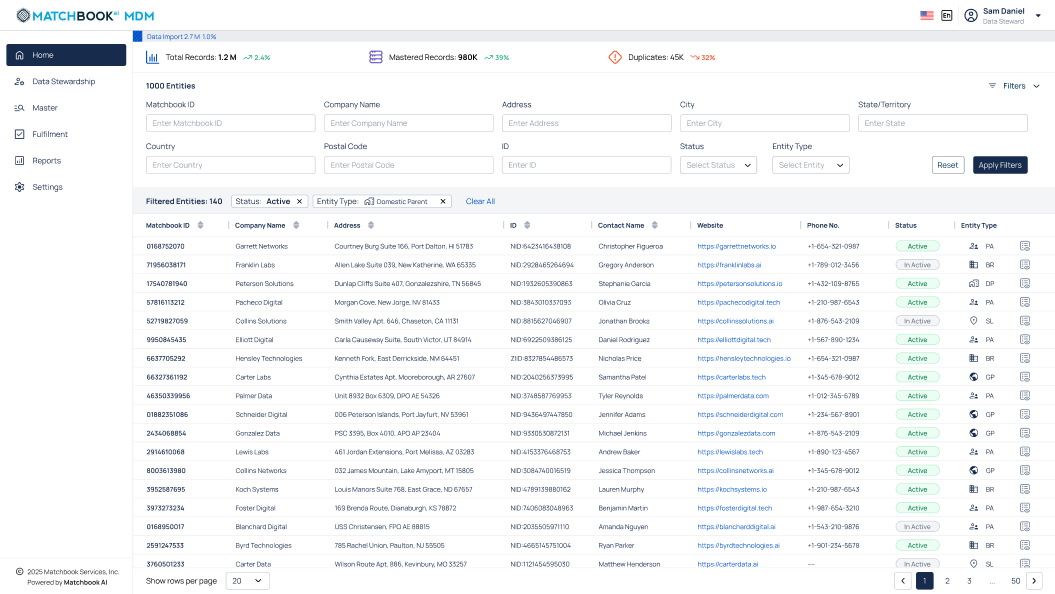 MATCHBOOK AI MDM
En
Sam Daniel
Data Steward
Data Import 2.7 M 1.0%
Home
Data Stewardship
Master
Fulfilment
Reports
Settings
Total Records: 1.2 M 2.4%
Mastered Records: 980K 39%
Duplicates: 45K 32%
1000 Entities
Filters
Matchbook ID Company Name Address City State/Territory
Enter Matchbook ID Enter Company Name Enter Address Enter City Enter State
Country Postal Code ID Status Entity Type
Enter Country Enter Postal Code Enter ID Select Status Select Entity Reset Apply Filters
Filtered Entities: 140 Status: Active Entity Type: Domestic Parent Clear All
Matchbook ID Company Name Address ID Contact Name Website Phone No. Status Entity Type
0168752070 Garrett Networks Courtney Burg Suite 166, Port Dalton, HI 51783 NID:6423416438108 Christopher Figueroa https://garrettnetworks.io +1-654-321-0987 Active PA
71956038171 Franklin Labs Allen Lake Suite 039, New Katherine, WA 65335 NID:2928465264694 Gregory Anderson https://franklinlabs.ai +1-789-012-3456 In Active BR
17540781940 Peterson Solutions Dunlap Cliffs Suite 407, Gonzalezshire, TN 56845 NID:1932605390863 Stephanie Garcia https://petersonsolutions.io +1-432-109-8765 Active DP
57816113212 Pacheco Digital Morgan Cove, New Jorge, NV 81433 NID:3843010337093 Olivia Cruz https://pachecodigital.tech +1-210-987-6543 Active PA
52719827059 Collins Solutions Smith Valley Apt. 646, Chaseton, CA 11131 NID:8815627046907 Jonathan Brooks https://collinssolutions.ai +1-876-543-2109 In Active SL
9950845435 Elliott Digital Carla Causeway Suite, South Victor, UT 84914 NID:6922509386125 Daniel Rodriguez https://elliottdigital.tech +1-567-890-1234 Active PA
6637705292 Hensley Technologies Kenneth Fork, East Derrickside, NM 64451 ZIID:8327854486573 Nicholas Price https://hensleytechnologies.io +1-654-321-0987 Active BR
66327361192 Carter Labs Cynthia Estates Apt, Mooreborough, AR 27607 NID:2040256373995 Samantha Patel https://carterlabs.tech +1-345-678-9012 Active GP
46350339956 Palmer Data Unit 8932 Box 6309, DPO AE 54326 NID:3748587769953 Tyler Reynolds https://palmerdata.com +1-012-345-6789 Active PA
01882351086 Schneider Digital 006 Peterson Islands, Port Jayfurt, NV 53961 NID:9436497447850 Jennifer Adams https://schneiderdigital.com +1-234-567-8901 Active GP
2434068854 Gonzalez Data PSC 3395, Box 4010, APO AP 23404 NID:9330530872131 Michael Jenkins https://gonzalezdata.com +1-876-543-2109 Active GP
2914610068 Lewis Labs 461 Jordan Extensions, Port Melissa, AZ 03283 NID:4153376468753 Andrew Baker https://lewislabs.tech +1-890-123-4567 Active PA
8003613980 Collins Networks 032 James Mountain, Lake Amyport, MT 15805 NID:3084740016519 Jessica Thompson https://collinsnetworks.ai +1-345-678-9012 Active GP
3952587695 Koch Systems Louis Manors Suite 768, East Grace, ND 67657 NID:4789139880162 Lauren Murphy https://kochsystems.io +1-210-987-6543 Active BR
3973273234 Foster Digital 169 Brenda Route, Dianaburgh, KS 78872 NID:7406083048963 Benjamin Martin https://fosterdigital.tech +1-987-654-3210 Active PA
0168950017 Blanchard Digital USS Christensen, FPO AE 88815 NID:2035505971110 Amanda Nguyen https://blancharddigital.ai +1-543-210-9876 In Active PA
2591247533 Byrd Technologies 785 Rachel Union, Paulton, NJ 55505 NID:4665145751004 Ryan Parker https://byrdtechnologies.ai +1-901-234-5678 Active BR
3760501233 Carter Data Wilson Route Apt, 886, Kevinbury, MO 33257 NID:1121454595030 Matthew Henderson https://carterdata.ai --- In Active SL
© 2025 Matchbook Services, Inc.
Powered by Matchbook AI
Show rows per page 20
1 2 3 ... 50